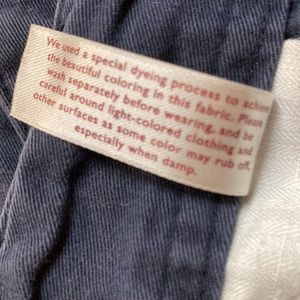 We used a special dyeing process to achieve
the beautiful coloring in this fabric. Please
wash separately before wearing, and be
careful around light-colored clothing and
other surfaces as some color may rub off,
especially when damp.